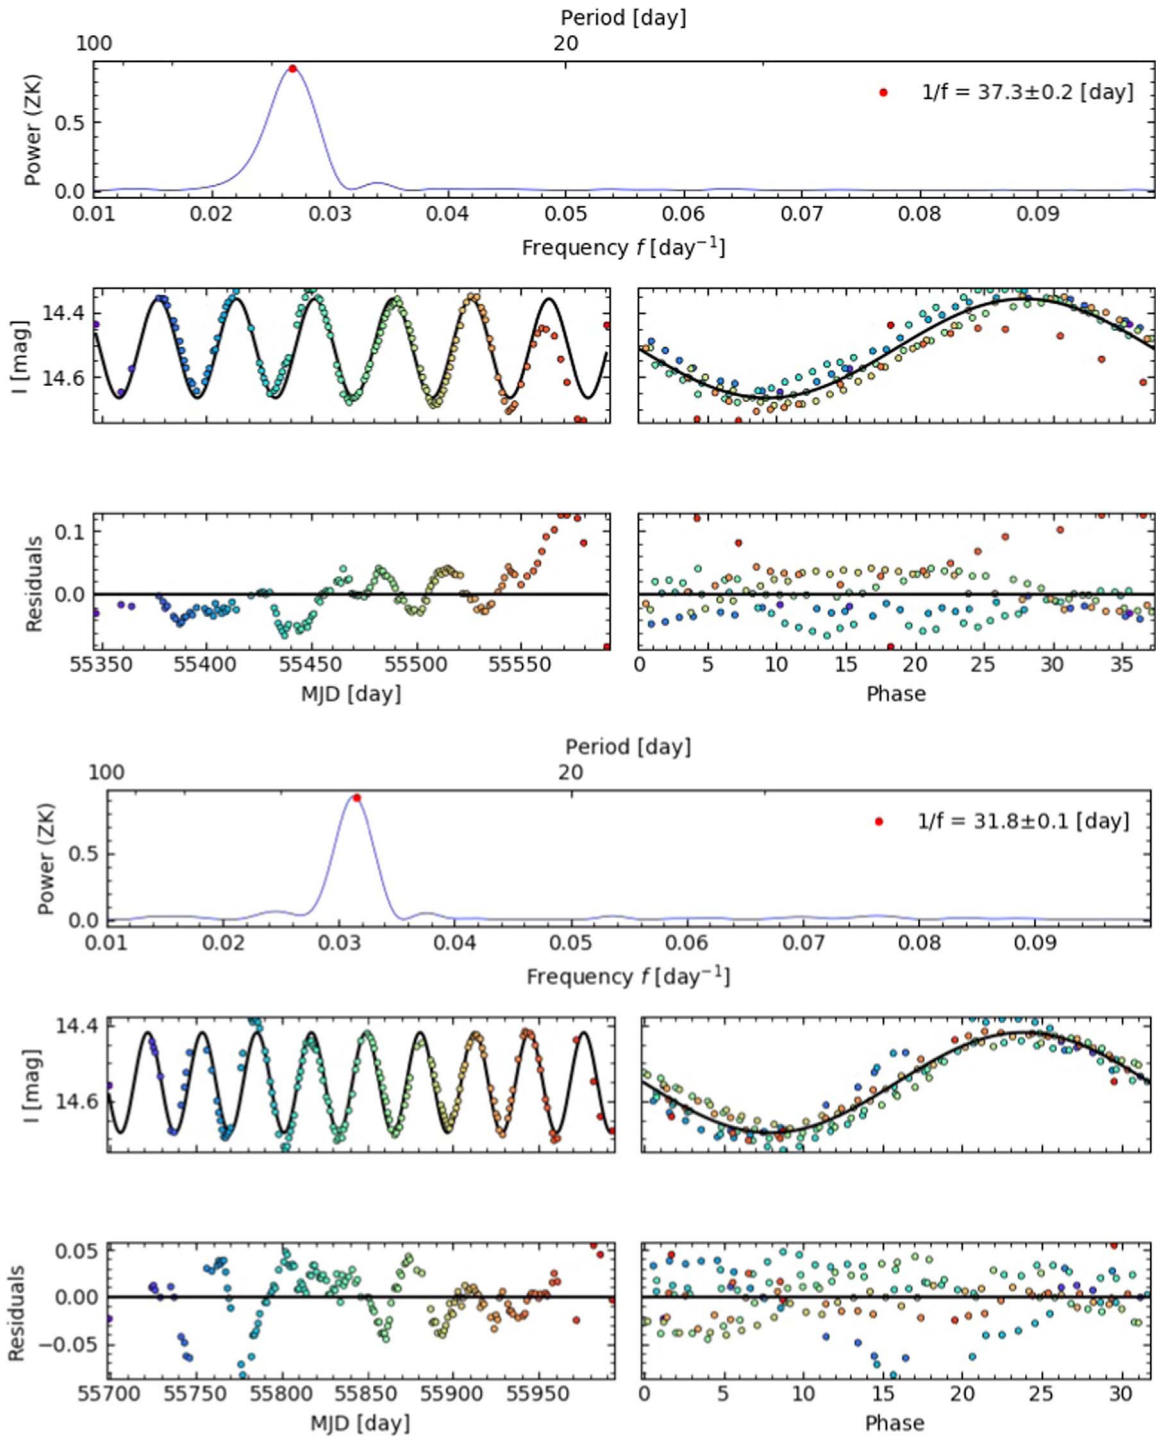 Period [day]
100 20
Power (ZK)
0.5
0.0
1/f = 37.3±0.2 [day]
0.01 0.02 0.03 0.04 0.05 0.06 0.07 0.08 0.09
Frequency f [day⁻¹]
I [mag]
14.4
14.6
Residuals
0.1
0.0
55350 55400 55450 55500 55550
0 5 10 15 20 25 30 35
MJD [day] Phase
Period [day]
100 20
Power (ZK)
0.5
0.0
1/f = 31.8±0.1 [day]
0.01 0.02 0.03 0.04 0.05 0.06 0.07 0.08 0.09
Frequency f [day⁻¹]
I [mag]
14.4
14.6
Residuals
0.05
0.00
−0.05
55700 55750 55800 55850 55900 55950
0 5 10 15 20 25 30
MJD [day] Phase